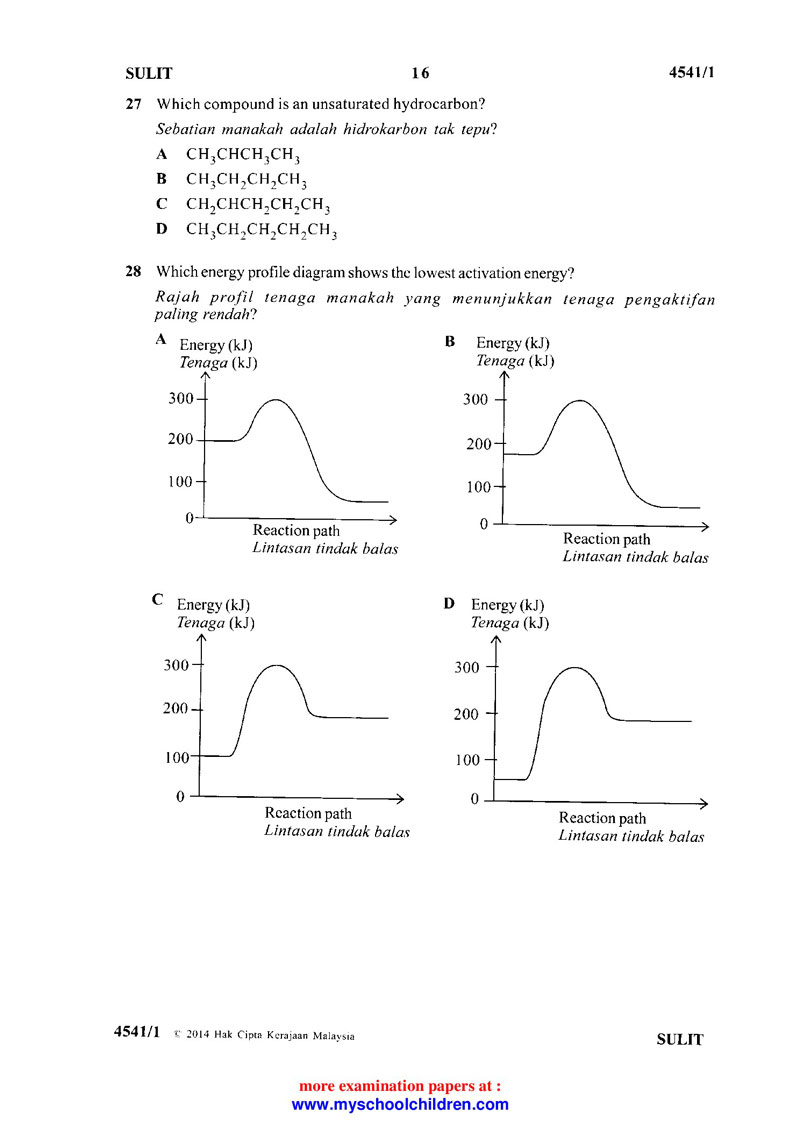 SULIT 16 4541/1
27 Which compound is an unsaturated hydrocarbon?
Sebatian manakah adalah hidrokarbon tak tepu?
A CH₃CHCH₃CH₃
B CH₃CH₂CH₂CH₃
C CH₂CHCH₂CH₂CH₃
D CH₃CH₂CH₂CH₂CH₃
28 Which energy profile diagram shows the lowest activation energy?
Rajah profil tenaga manakah yang menunjukkan tenaga pengaktifan
paling rendah?
A Energy (kJ)
Tenaga (kJ)
300
200
100
0
Reaction path
Lintasan tindak balas
B Energy (kJ)
Tenaga (kJ)
300
200
100
0
Reaction path
Lintasan tindak balas
C Energy (kJ)
Tenaga (kJ)
300
200
100
0
Reaction path
Lintasan tindak balas
D Energy (kJ)
Tenaga (kJ)
300
200
100
0
Reaction path
Lintasan tindak balas
4541/1 © 2014 Hak Cipta Kerajaan Malaysia
SULIT
more examination papers at :
www.myschoolchildren.com